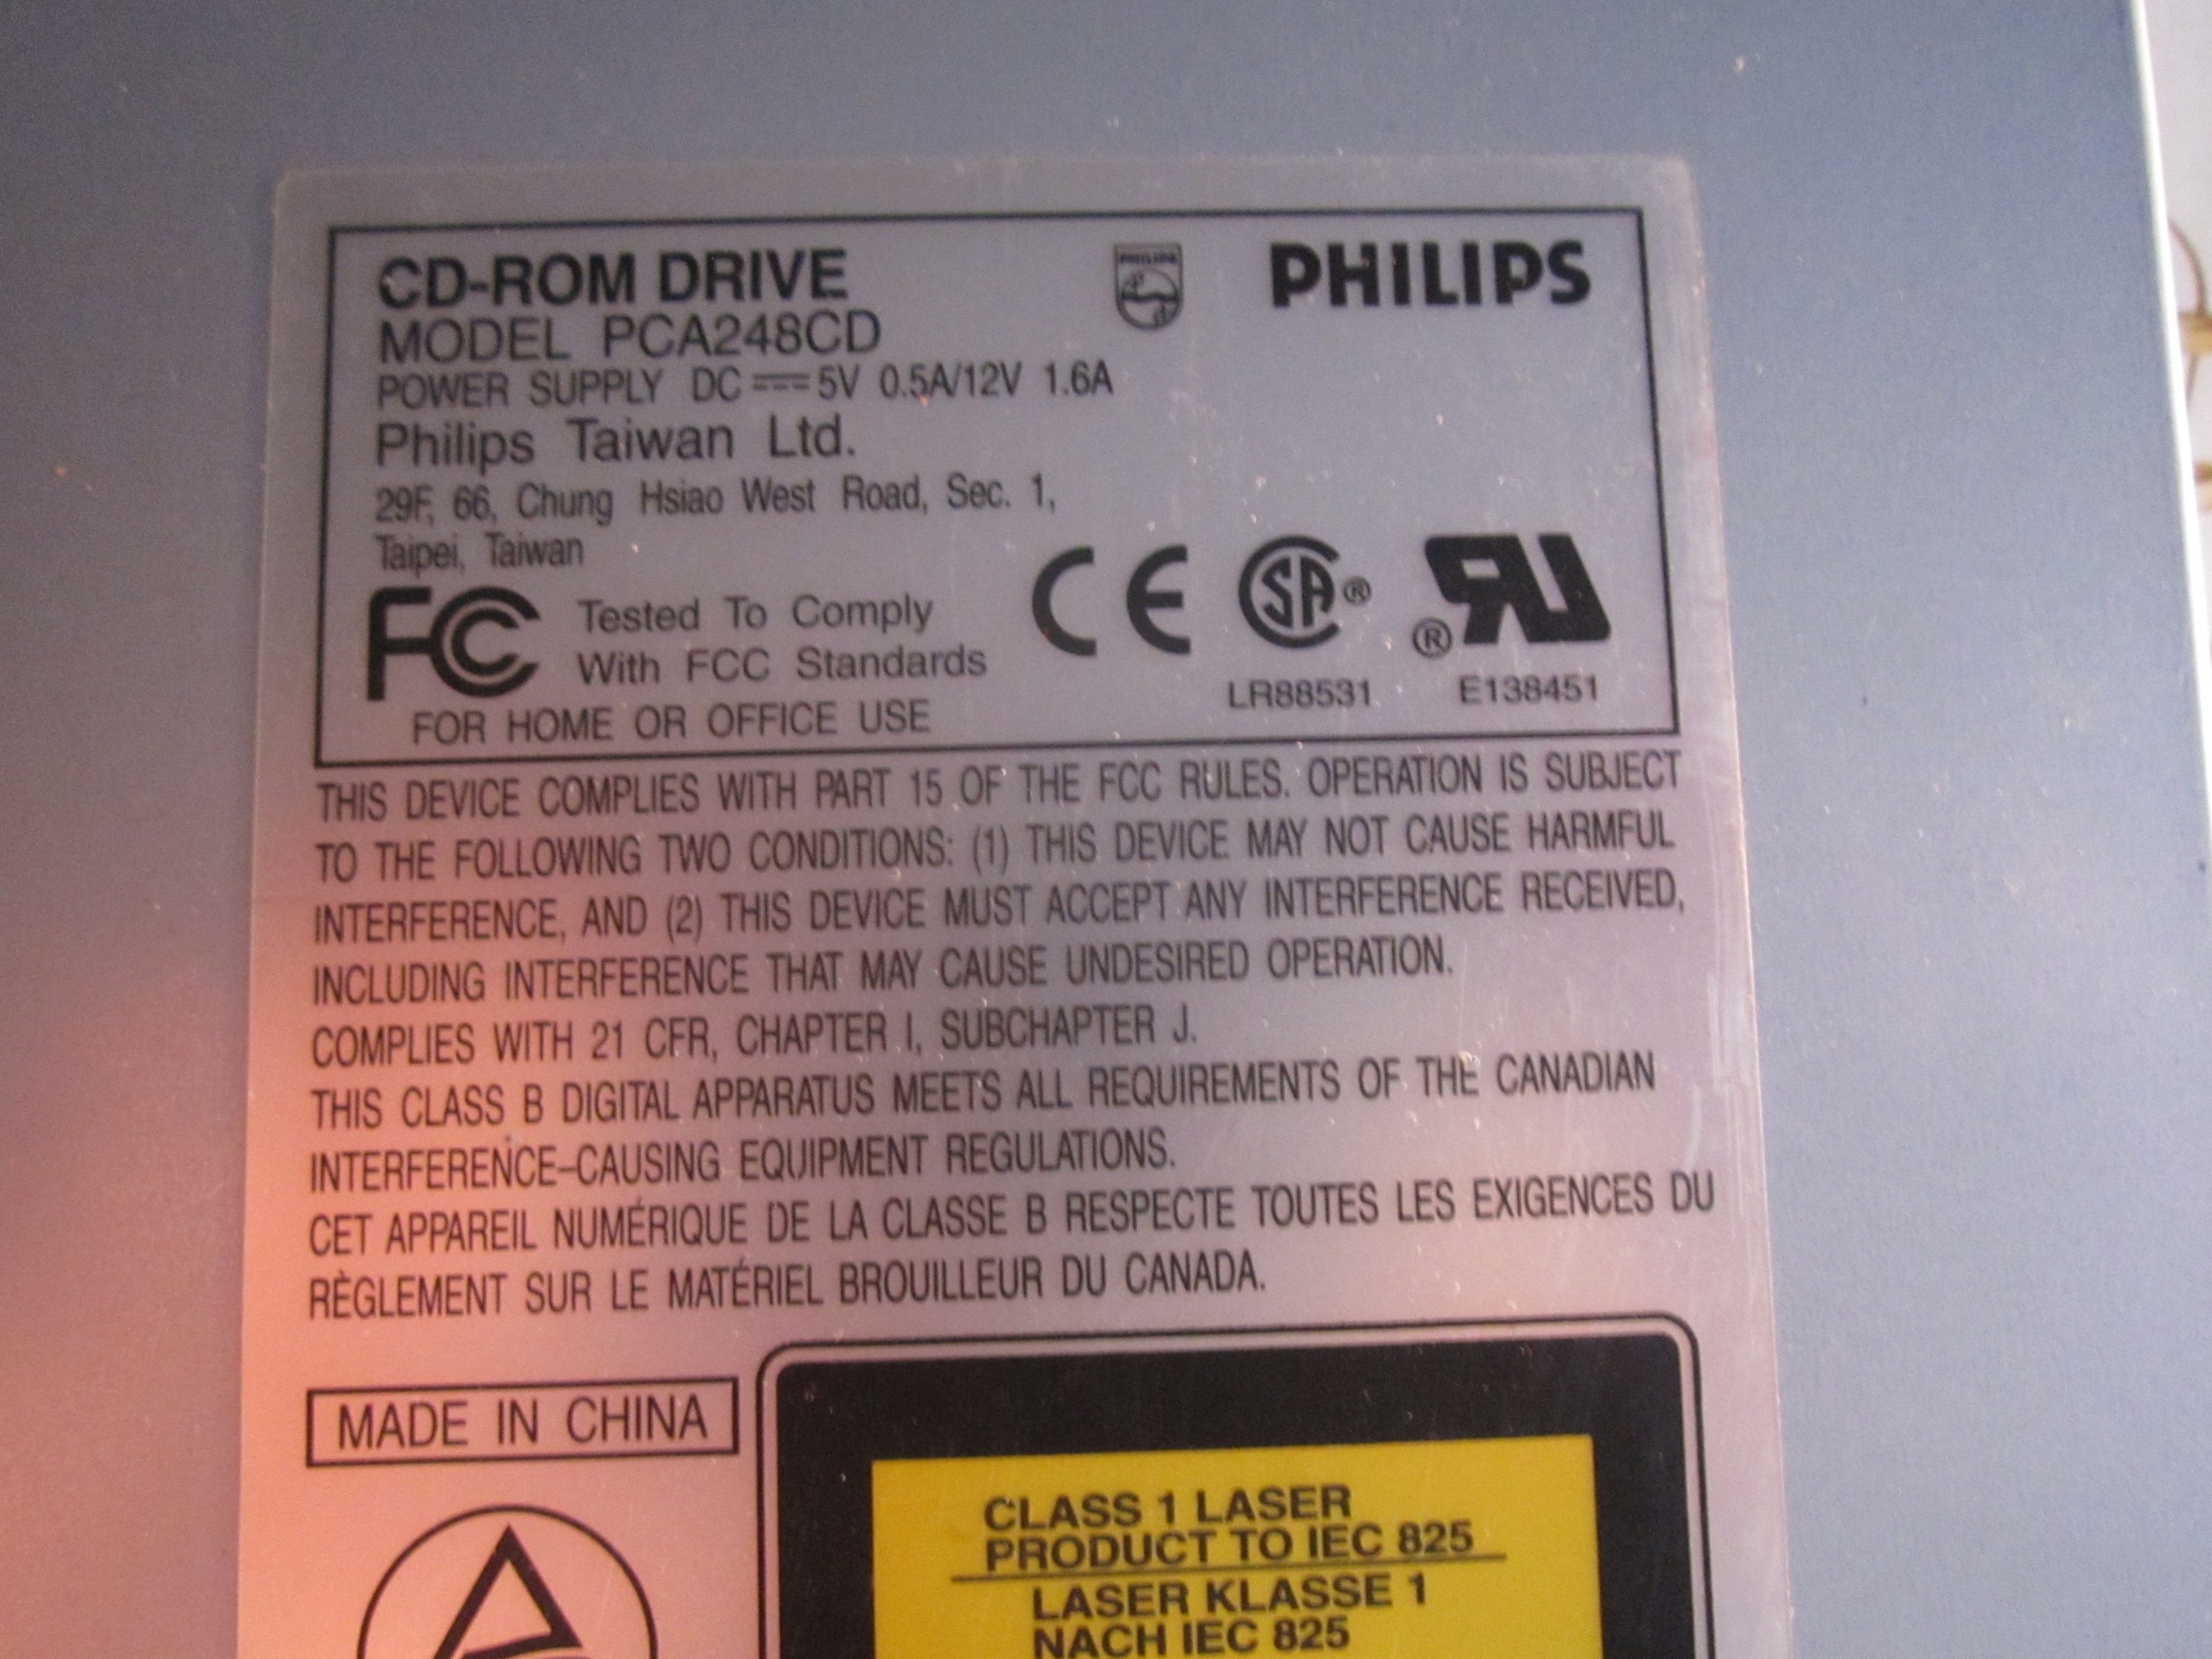 CD-ROM DRIVE
PHILIPS
PHILIPS
MODEL PCA248CD
POWER SUPPLY DC 5V 0.5A/12V 1.6A
Philips Taiwan Ltd.
29F, 66, Chung Hsiao West Road, Sec. 1,
Taipei, Taiwan
FC Tested To Comply
With FCC Standards
FOR HOME OR OFFICE USE
CE
SA®
®RU
LR88531
E138451
THIS DEVICE COMPLIES WITH PART 15 OF THE FCC RULES. OPERATION IS SUBJECT
TO THE FOLLOWING TWO CONDITIONS: (1) THIS DEVICE MAY NOT CAUSE HARMFUL
INTERFERENCE, AND (2) THIS DEVICE MUST ACCEPT ANY INTERFERENCE RECEIVED,
INCLUDING INTERFERENCE THAT MAY CAUSE UNDESIRED OPERATION.
COMPLIES WITH 21 CFR, CHAPTER I, SUBCHAPTER J.
THIS CLASS B DIGITAL APPARATUS MEETS ALL REQUIREMENTS OF THE CANADIAN
INTERFERENCE–CAUSING EQUIPMENT REGULATIONS.
CET APPAREIL NUMÉRIQUE DE LA CLASSE B RESPECTE TOUTES LES EXIGENCES DU
RÈGLEMENT SUR LE MATÉRIEL BROUILLEUR DU CANADA.
MADE IN CHINA
CLASS 1 LASER
PRODUCT TO IEC 825
LASER KLASSE 1
NACH IEC 825